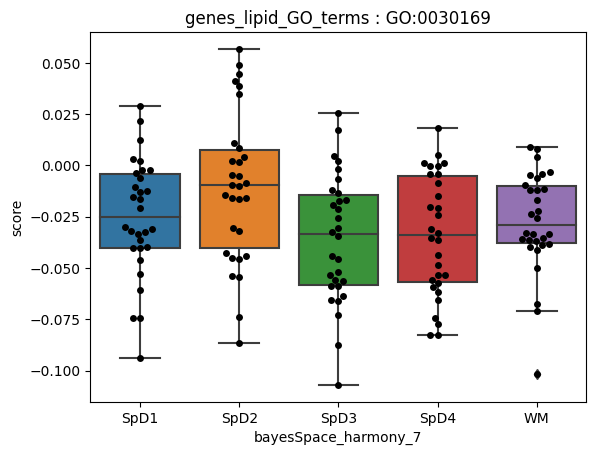 genes_lipid_GO_terms : GO:0030169
0.050
0.025
0.000
−0.025
−0.050
−0.075
−0.100
score
SpD1 SpD2 SpD3 SpD4 WM
bayesSpace_harmony_7